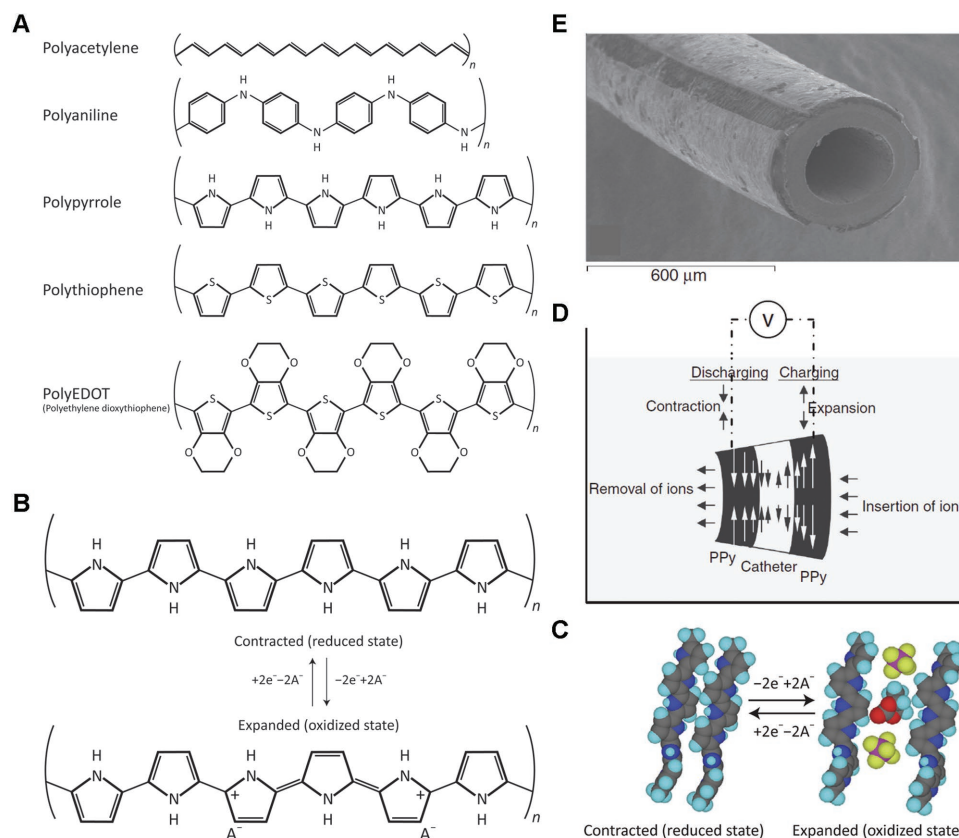 A
Polyacetylene
n
Polyaniline
H
H
H
H
N
N
N
N
n
Polypyrrole
H
H
H
N
N
N
N
N
N
H
H
H
n
Polythiophene
S
S
S
S
S
S
n
PolyEDOT
(Polyethylene dioxythiophene)
O
O
O
O
O
O
S
S
S
S
S
S
O
O
O
O
O
O
n
B
H
H
H
N
N
N
N
N
N
H
H
H
n
Contracted (reduced state)
+2e⁻−2A⁻
−2e⁻+2A⁻
Expanded (oxidized state)
H
H
H
N
N
N
N
N
N
+
+
H
H
H
n
A⁻
A⁻
E
600 μm
D
V
Discharging
Charging
Contraction
Expansion
Removal of ions
Insertion of ion
PPy
Catheter
PPy
C
−2e⁻+2A⁻
+2e⁻−2A⁻
Contracted (reduced state)
Expanded (oxidized state